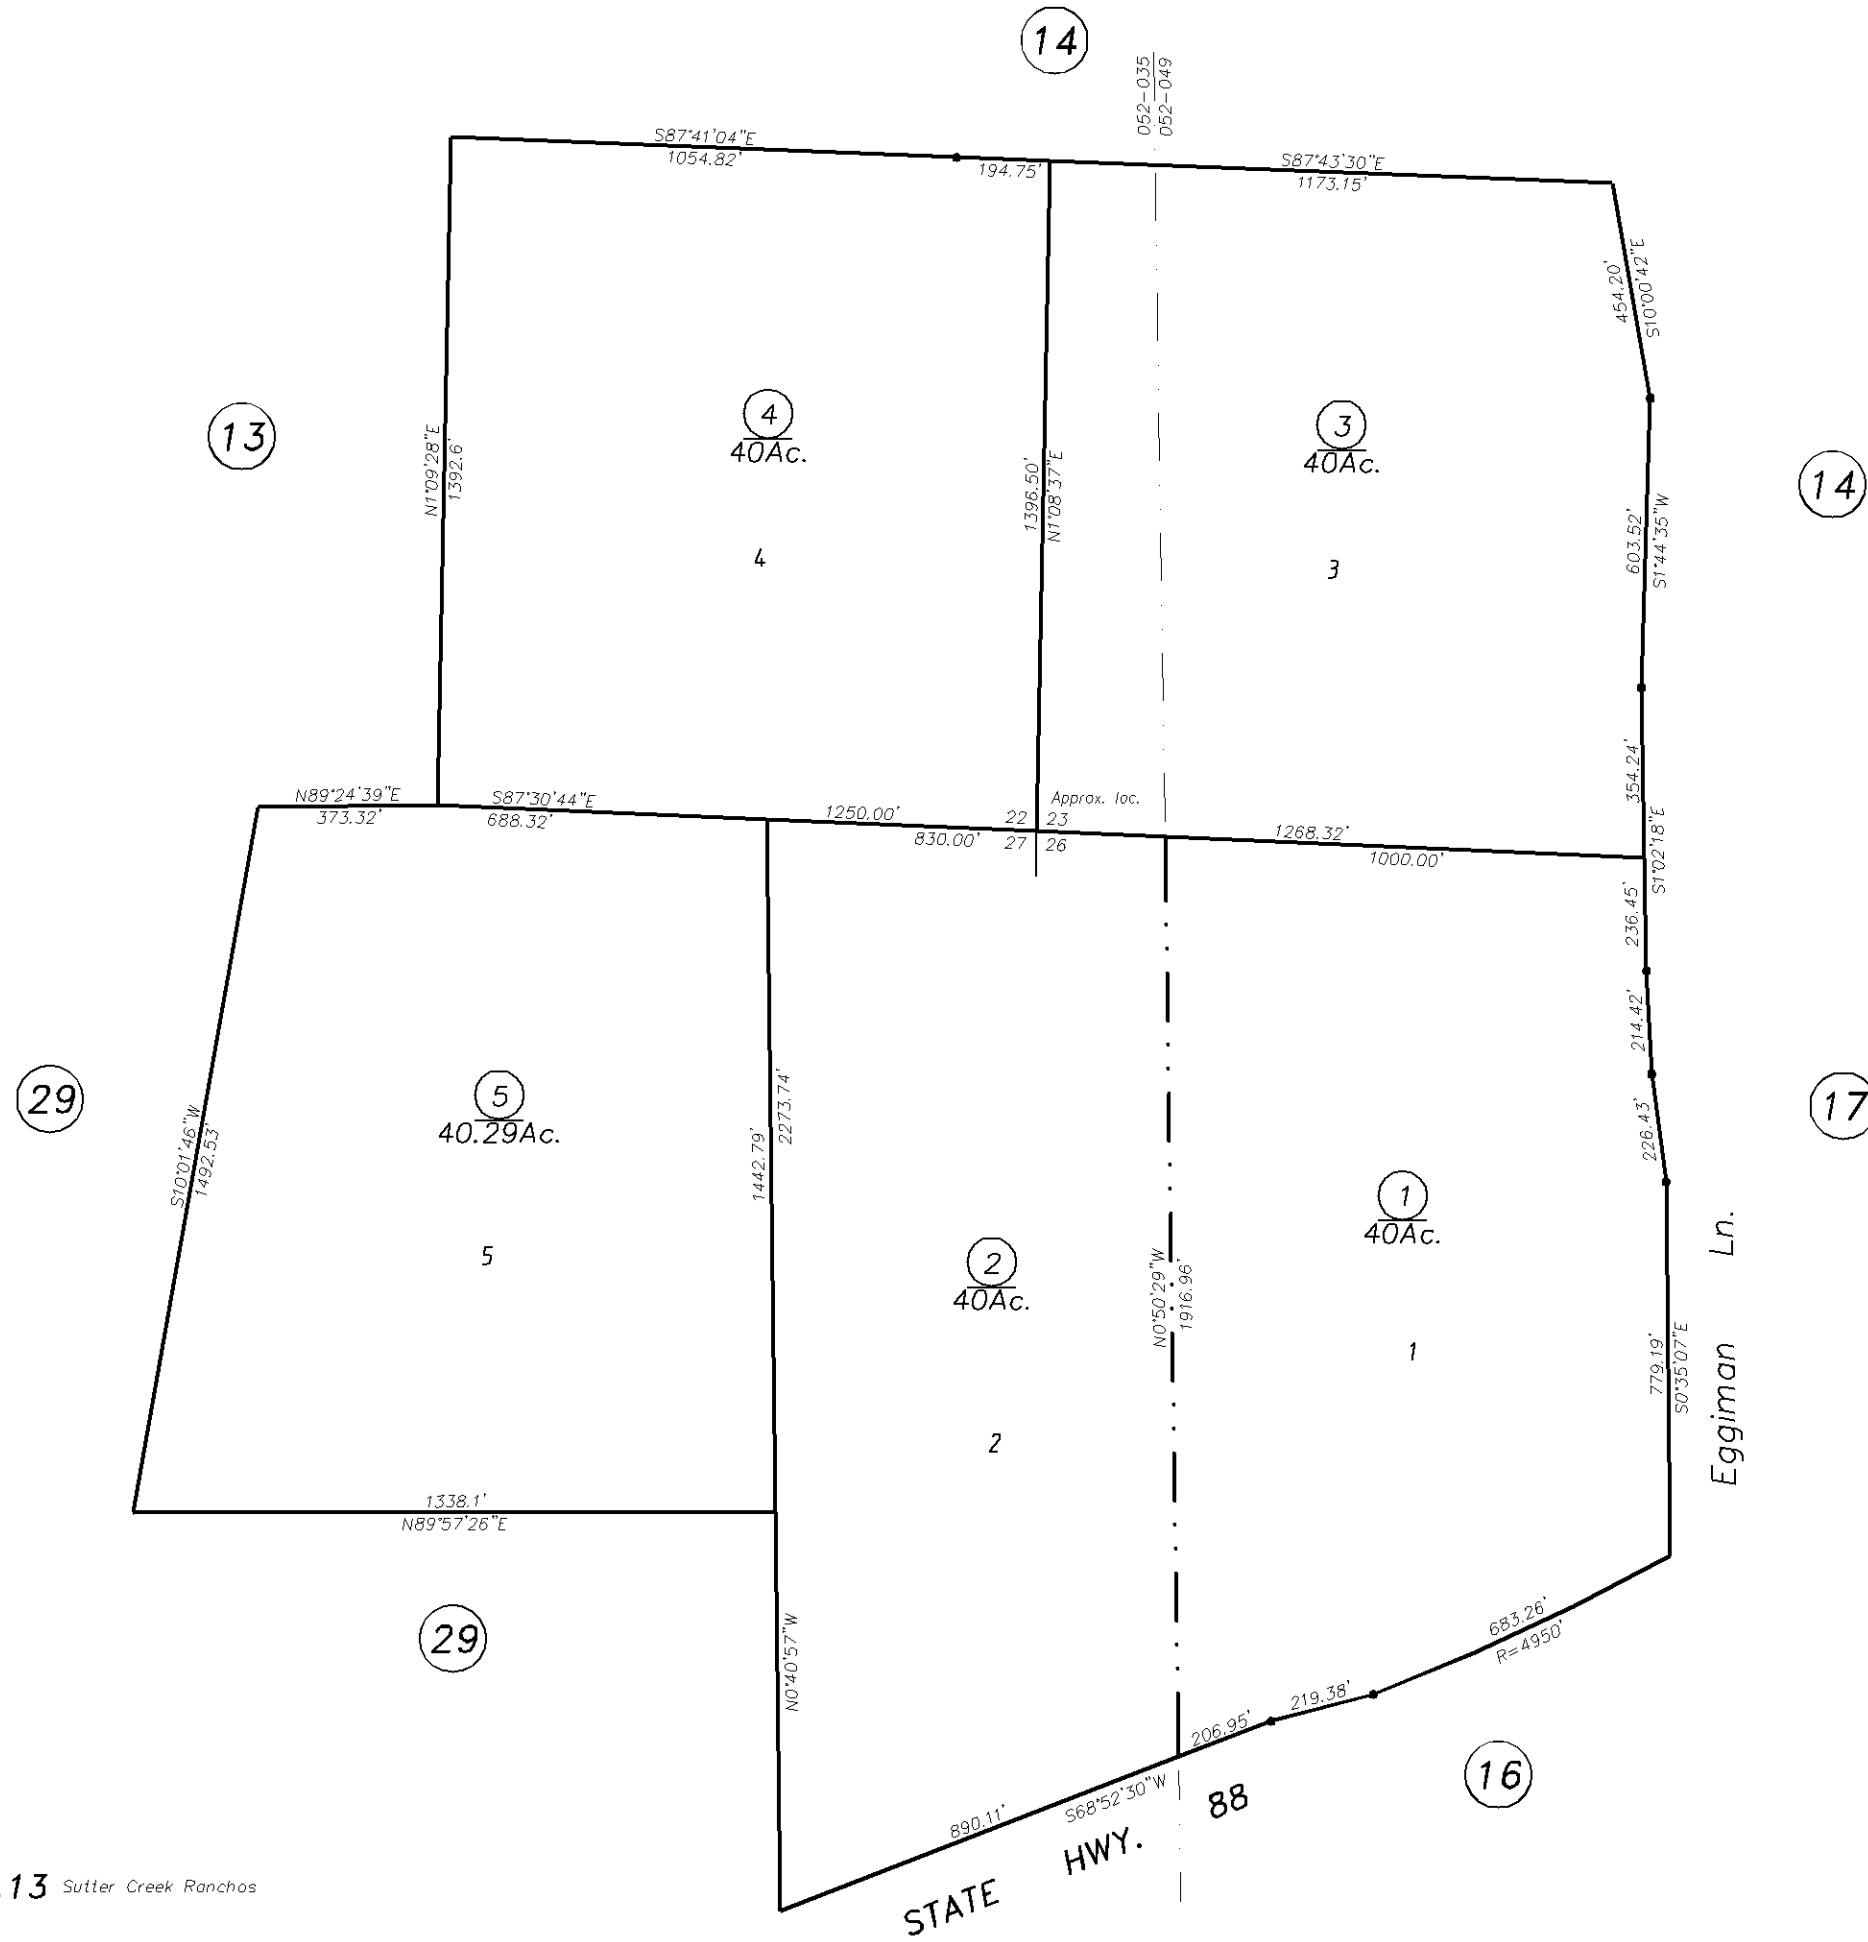 14
052-035
052-049
S87°41'04"E
1054.82'
194.75'
S87°43'30"E
1173.15'
454.20'
S10°00'42"E
13
4
40Ac.
3
40Ac.
14
N1°09'28"E
1392.6'
1396.50'
N1°08'37"E
603.52'
S1°44'35"W
4
3
354.24'
S1°02'18"E
N89°24'39"E
373.32'
S87°30'44"E
688.32'
1250.00'
830.00'
22
23
27
26
Approx. loc.
1268.32'
1000.00'
236.45'
214.42'
226.43'
29
17
5
40.29Ac.
S10°01'46"W
1492.53'
1442.79'
2273.74'
1
40Ac.
2
40Ac.
N0°50'29"W
1916.96'
5
1
2
779.19'
S0°35'07"E
Eggiman Ln.
1338.1'
N89°57'26"E
29
N0°40'57"W
683.26'
R=4950'
219.38'
206.95'
890.11'
S68°52'30"W
16
STATE HWY. 88
.13 Sutter Creek Ranchos